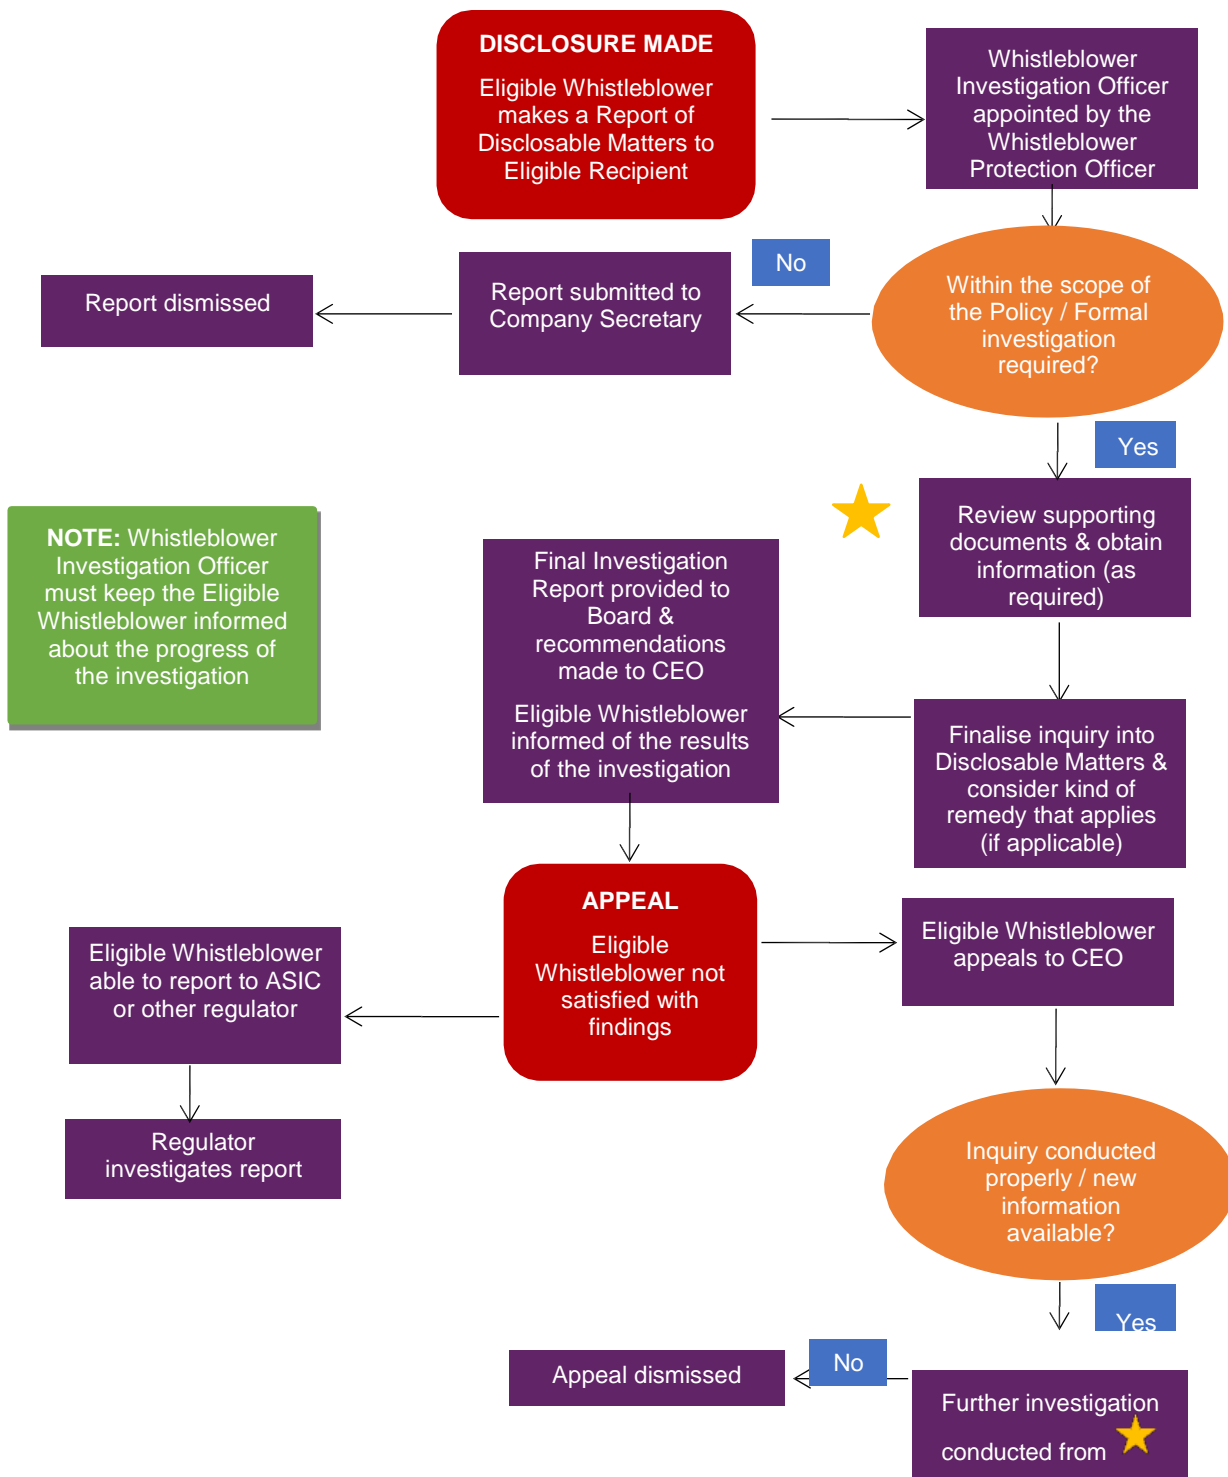 DISCLOSURE MADE
Eligible Whistleblower
makes a Report of
Disclosable Matters to
Eligible Recipient
Whistleblower
Investigation Officer
appointed by the
Whistleblower
Protection Officer
No
Within the scope of
the Policy / Formal
investigation
required?
Report submitted to
Company Secretary
Report dismissed
Yes
Review supporting
documents & obtain
information (as
required)
NOTE: Whistleblower
Investigation Officer
must keep the Eligible
Whistleblower informed
about the progress of
the investigation
Final Investigation
Report provided to
Board &
recommendations
made to CEO
Eligible Whistleblower
informed of the results
of the investigation
Finalise inquiry into
Disclosable Matters &
consider kind of
remedy that applies
(if applicable)
APPEAL
Eligible
Whistleblower not
satisfied with
findings
Eligible Whistleblower
appeals to CEO
Eligible Whistleblower
able to report to ASIC
or other regulator
Regulator
investigates report
Inquiry conducted
properly / new
information
available?
Yes
No
Appeal dismissed
Further investigation
conducted from